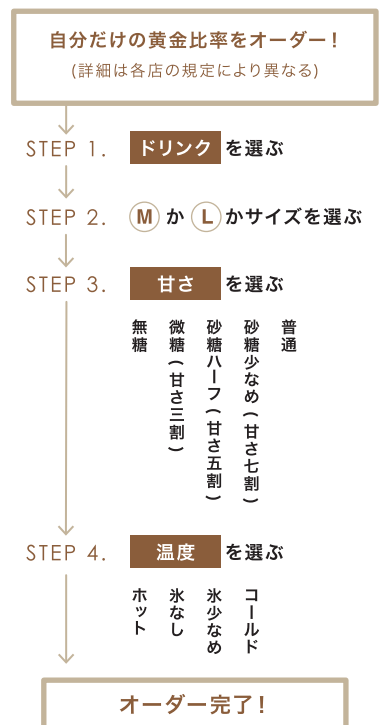 自分だけの黄金比率をオーダー！
(詳細は各店の規定により異なる)
STEP 1. ドリンク を選ぶ
STEP 2. M か L かサイズを選ぶ
STEP 3. 甘さ を選ぶ
普通
砂糖少なめ(甘さ七割)
砂糖ハーフ(甘さ五割)
微糖(甘さ三割)
無糖
STEP 4. 温度 を選ぶ
コールド
氷少なめ
氷なし
ホット
オーダー完了！